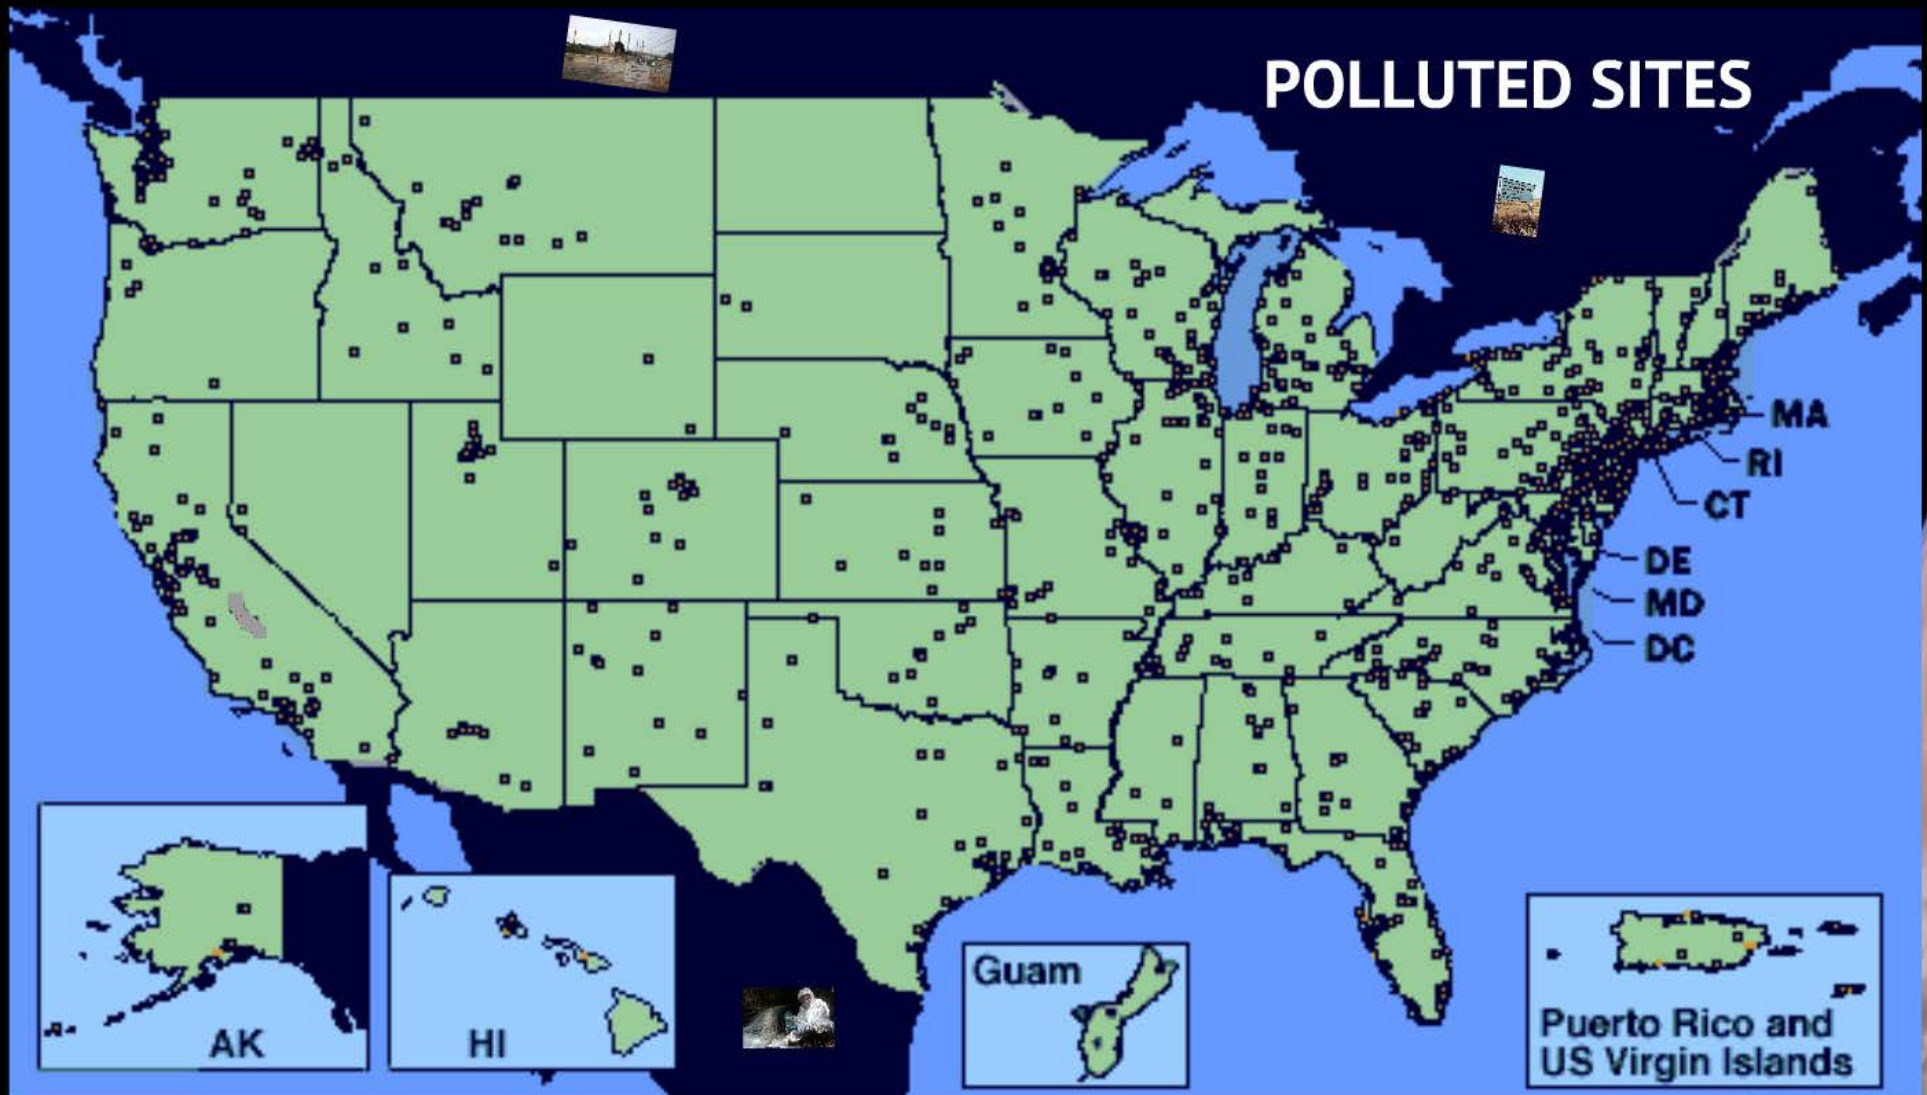 POLLUTED SITES
MA
RI
CT
DE
MD
DC
AK
HI
Guam
Puerto Rico and
US Virgin Islands